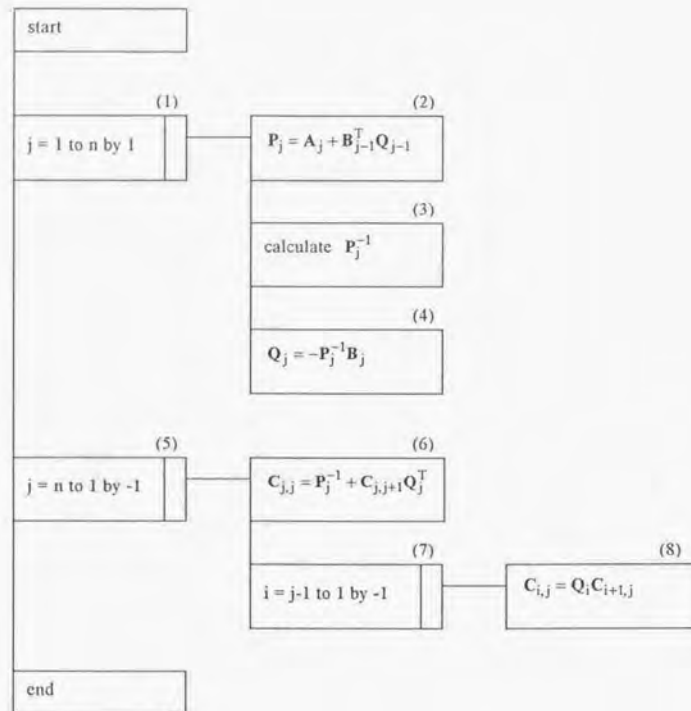 start
(1)
j = 1 to n by 1
(2)
P_j = A_j + B_{j-1}^T Q_{j-1}
(3)
calculate P_j^{-1}
(4)
Q_j = -P_j^{-1} B_j
(5)
j = n to 1 by -1
(6)
C_{j,j} = P_j^{-1} + C_{j,j+1} Q_j^T
(7)
i = j-1 to 1 by -1
(8)
C_{i,j} = Q_i C_{i+1,j}
end